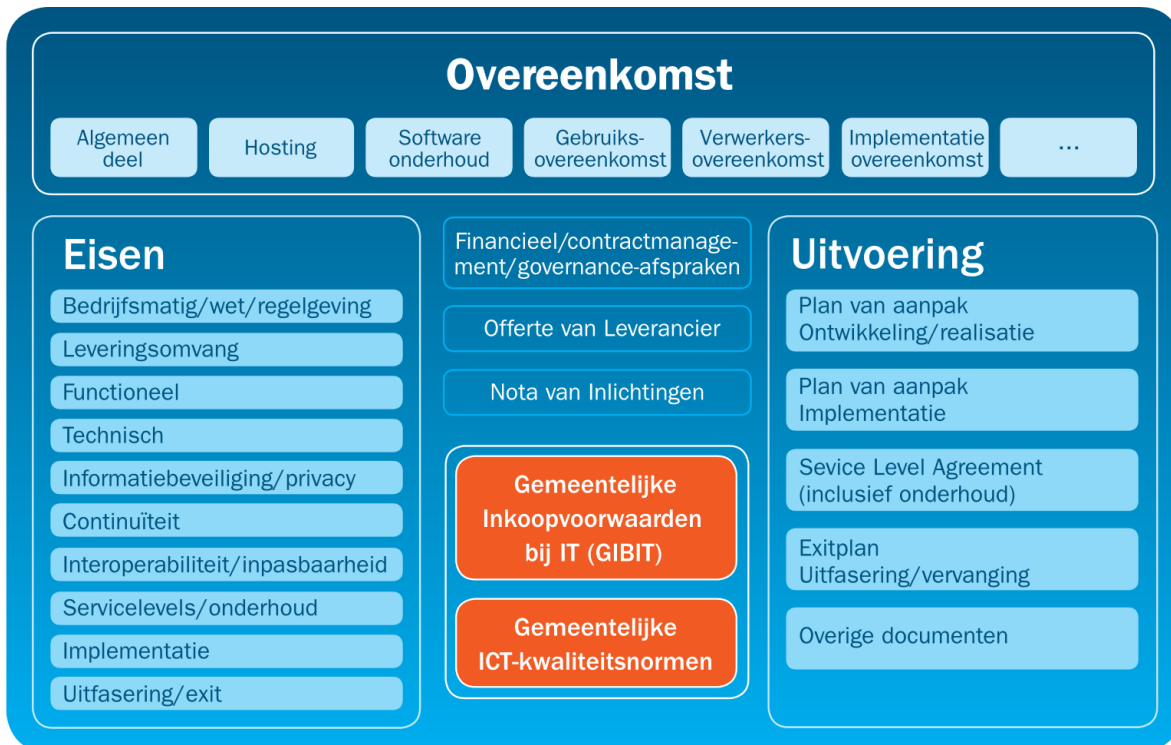 Overeenkomst
Algemeen
deel
Hosting
Software
onderhoud
Gebruiks-
overeenkomst
Verwerkers-
overeenkomst
Implementatie
overeenkomst
...
Eisen
Bedrijfsmatig/wet/regelgeving
Leveringsomvang
Functioneel
Technisch
Informatiebeveiliging/privacy
Continuïteit
Interoperabiliteit/inpasbaarheid
Servicelevels/onderhoud
Implementatie
Uitfasering/exit
Financieel/contractmanage-
ment/governance-afspraken
Offerte van Leverancier
Nota van Inlichtingen
Gemeentelijke
Inkoopvoorwaarden
bij IT (GIBIT)
Gemeentelijke
ICT-kwaliteitsnormen
Uitvoering
Plan van aanpak
Ontwikkeling/realisatie
Plan van aanpak
Implementatie
Sevice Level Agreement
(inclusief onderhoud)
Exitplan
Uitfasering/vervanging
Overige documenten